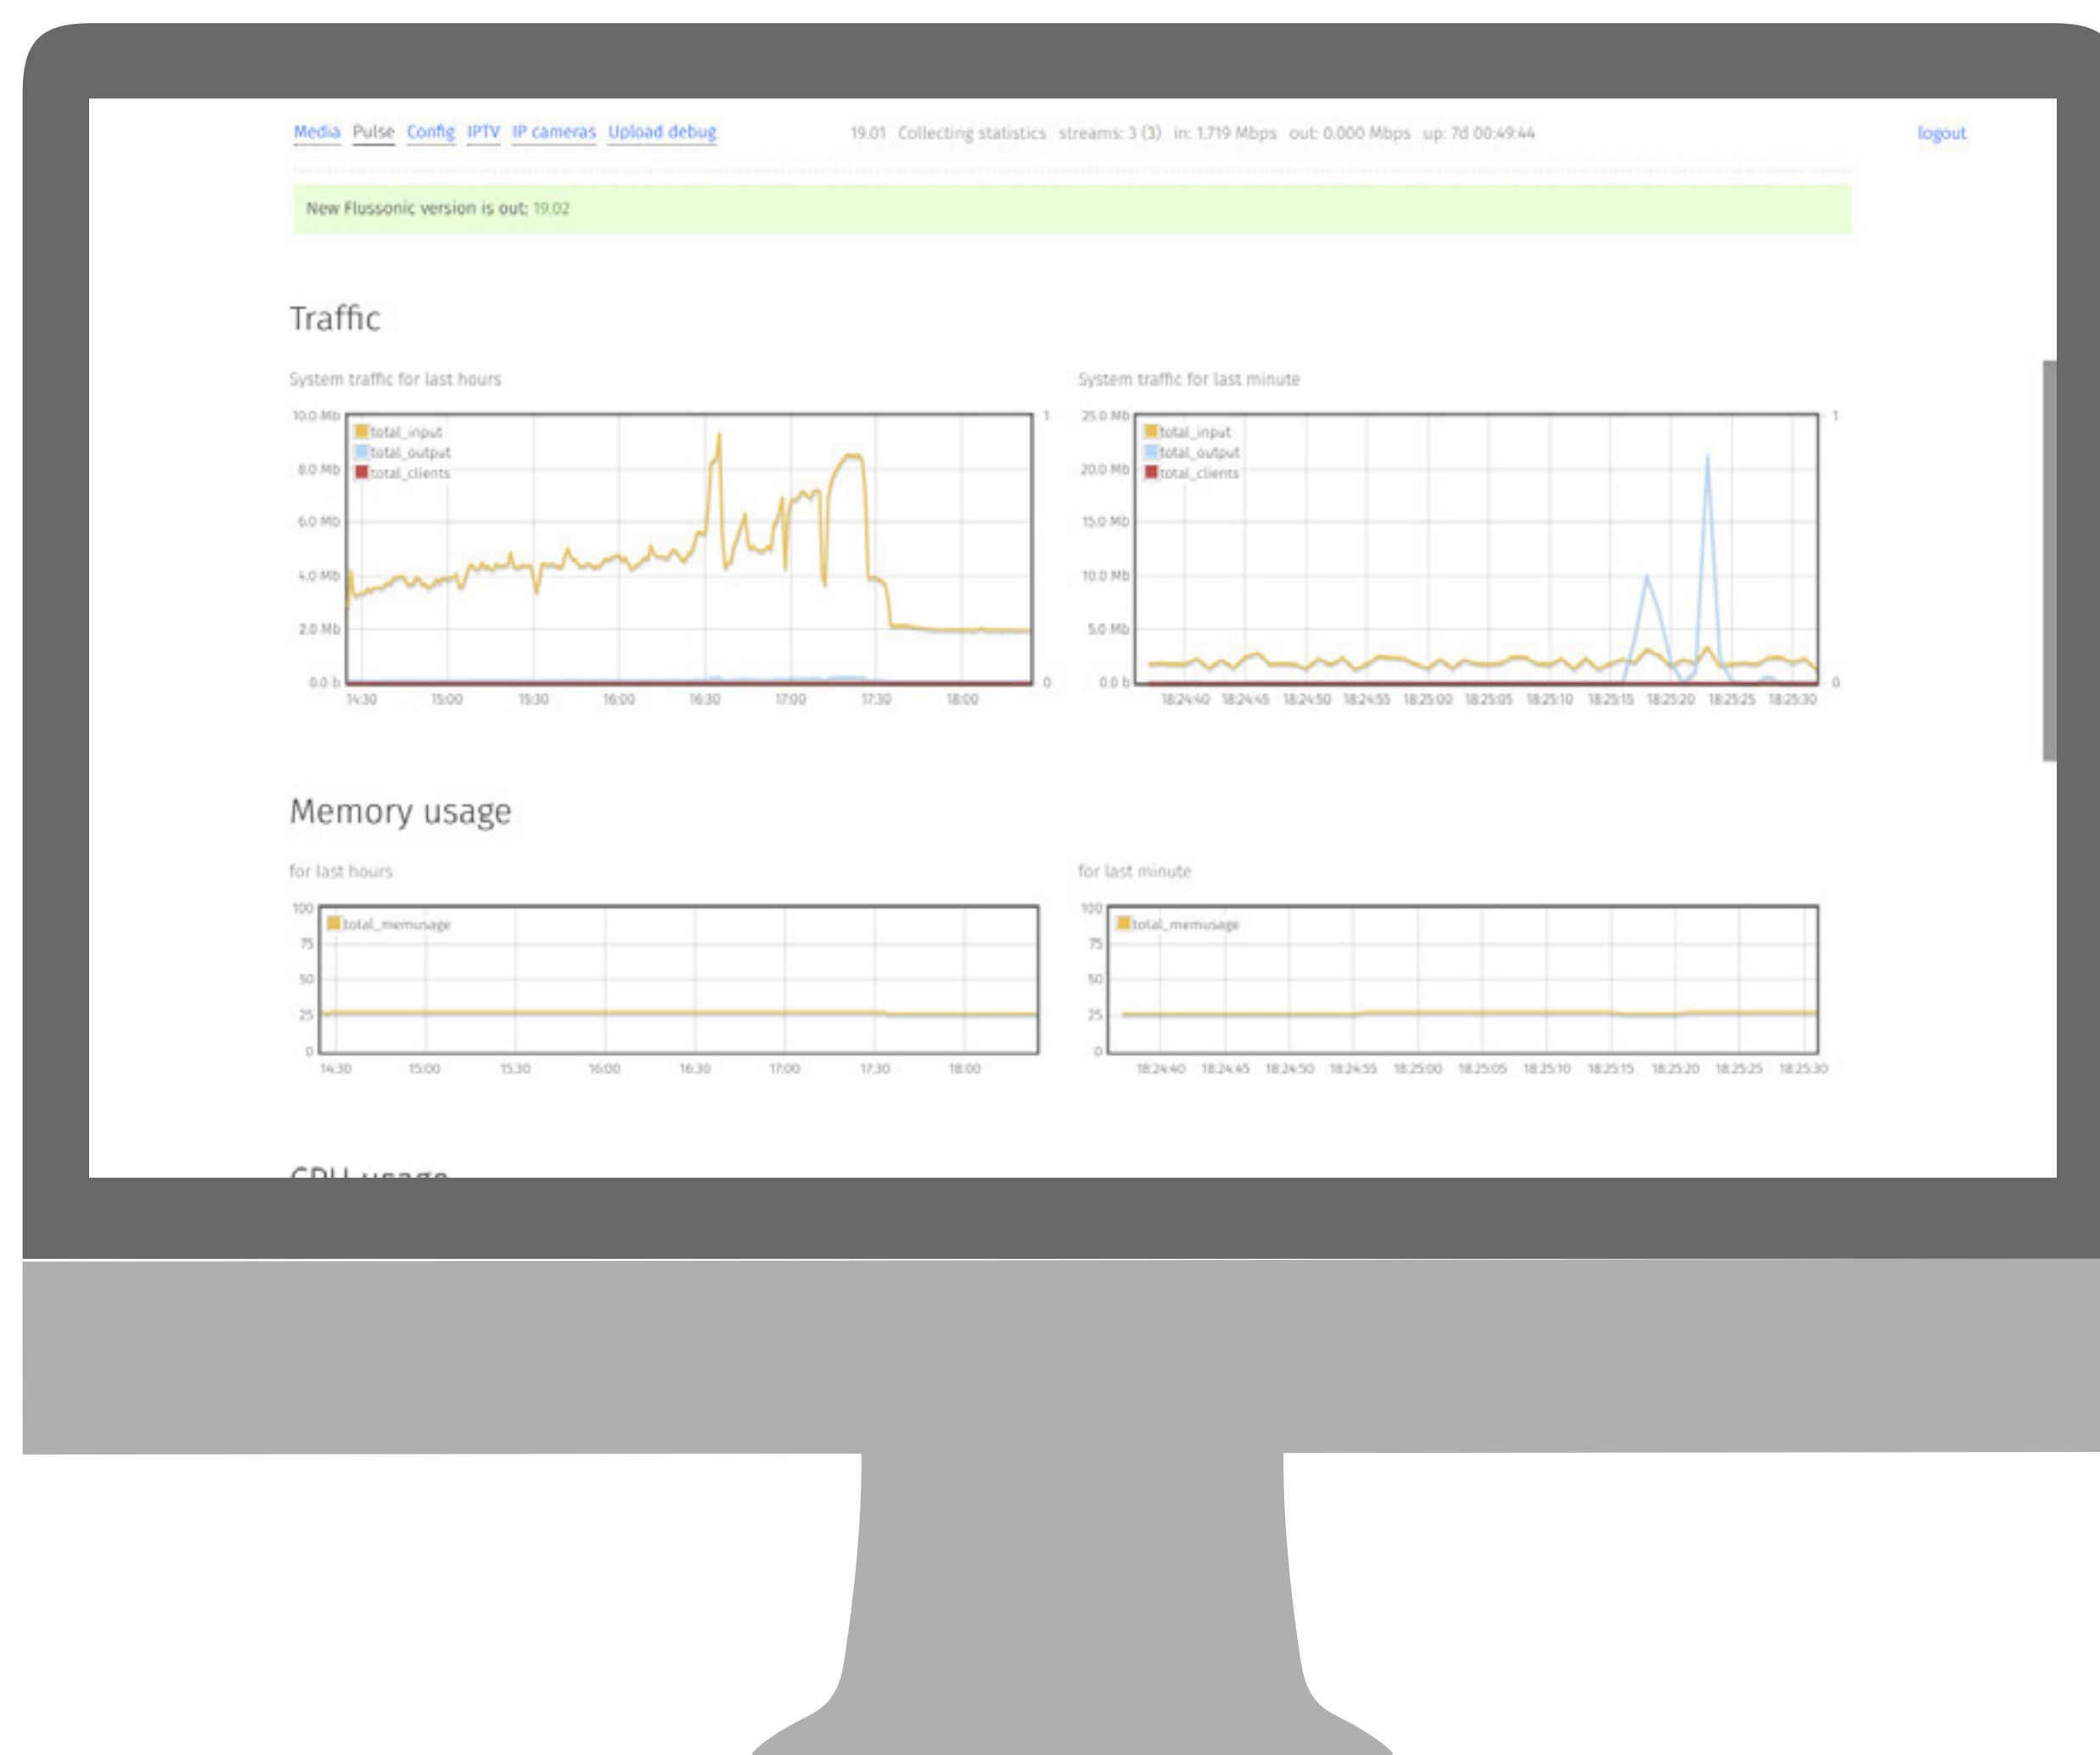 Media Pulse Config IPTV IP cameras Upload debug 19.01 Collecting statistics streams: 3 (3) in: 1.719 Mbps out: 0.000 Mbps up: 7d 00:49:44 logout
New Flussonic version is out: 19.02
Traffic
System traffic for last hours
10.0 Mb
8.0 Mb
6.0 Mb
4.0 Mb
2.0 Mb
0.0 b
total_input
total_output
total_clients
1
0
14:30 15:00 15:30 16:00 16:30 17:00 17:30 18:00
System traffic for last minute
25.0 Mb
20.0 Mb
15.0 Mb
10.0 Mb
5.0 Mb
0.0 b
total_input
total_output
total_clients
1
0
18:24:40 18:24:45 18:24:50 18:24:55 18:25:00 18:25:05 18:25:10 18:25:15 18:25:20 18:25:25 18:25:30
Memory usage
for last hours
100
75
50
25
0
total_memusage
14:30 15:00 15:30 16:00 16:30 17:00 17:30 18:00
for last minute
100
75
50
25
0
total_memusage
18:24:40 18:24:45 18:24:50 18:24:55 18:25:00 18:25:05 18:25:10 18:25:15 18:25:20 18:25:25 18:25:30
CPU usage